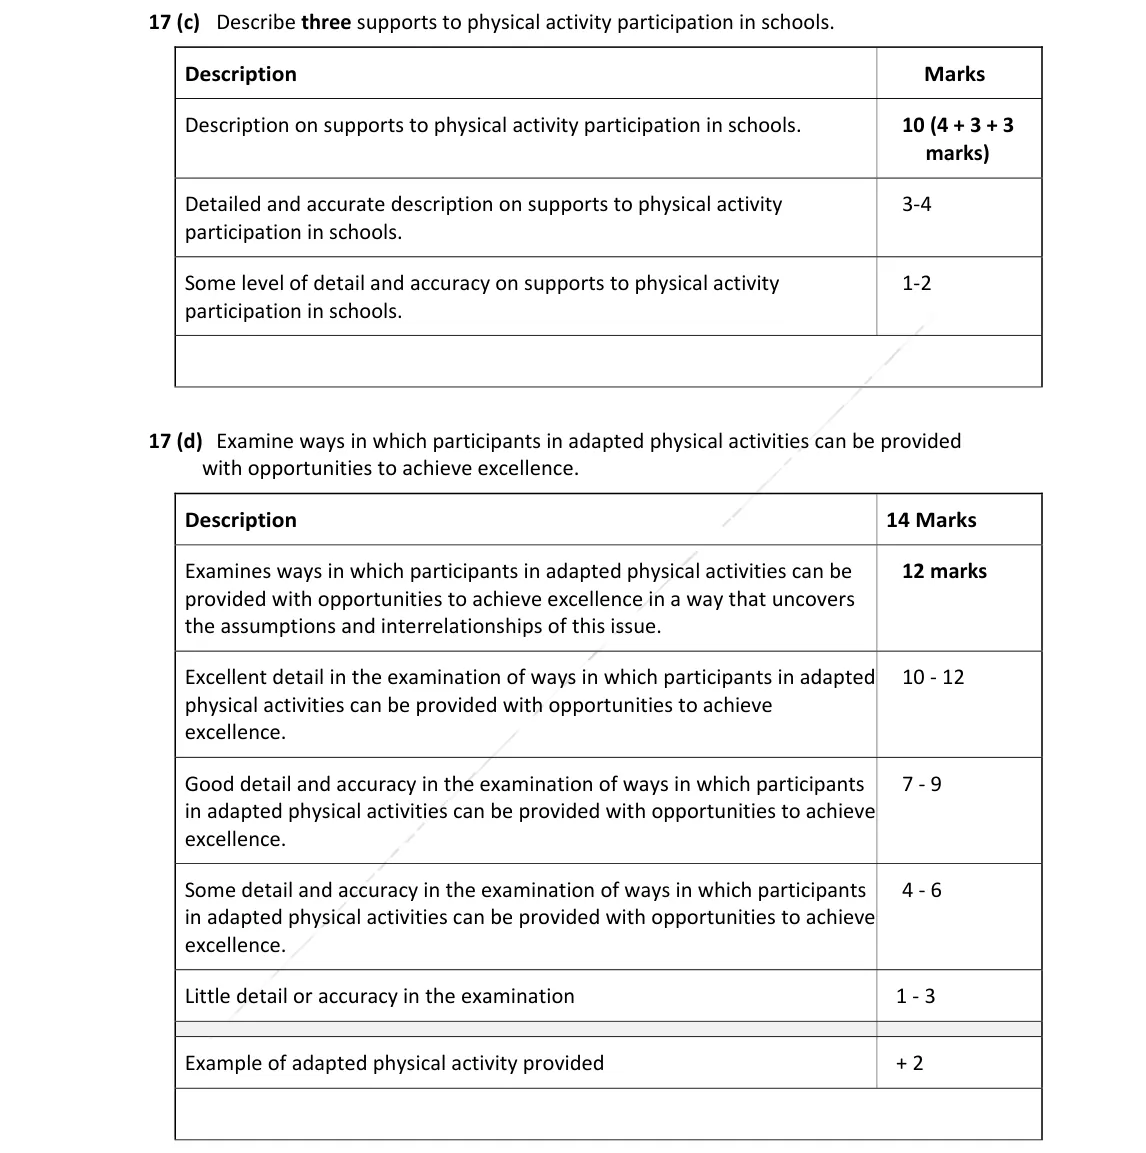 17 (c) Describe three supports to physical activity participation in schools.
Description Marks
Description on supports to physical activity participation in schools. 10 (4 + 3 + 3
marks)
Detailed and accurate description on supports to physical activity 3-4
participation in schools.
Some level of detail and accuracy on supports to physical activity 1-2
participation in schools.
17 (d) Examine ways in which participants in adapted physical activities can be provided
with opportunities to achieve excellence.
Description 14 Marks
Examines ways in which participants in adapted physical activities can be 12 marks
provided with opportunities to achieve excellence in a way that uncovers
the assumptions and interrelationships of this issue.
Excellent detail in the examination of ways in which participants in adapted 10 - 12
physical activities can be provided with opportunities to achieve
excellence.
Good detail and accuracy in the examination of ways in which participants 7 - 9
in adapted physical activities can be provided with opportunities to achieve
excellence.
Some detail and accuracy in the examination of ways in which participants 4 - 6
in adapted physical activities can be provided with opportunities to achieve
excellence.
Little detail or accuracy in the examination 1 - 3
Example of adapted physical activity provided + 2